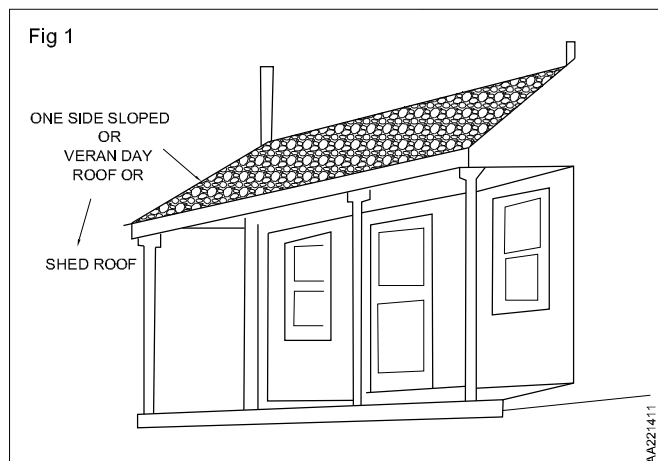 Fig 1
ONE SIDE SLOPED
OR
VERAN DAY
ROOF OR
SHED ROOF
AA221411